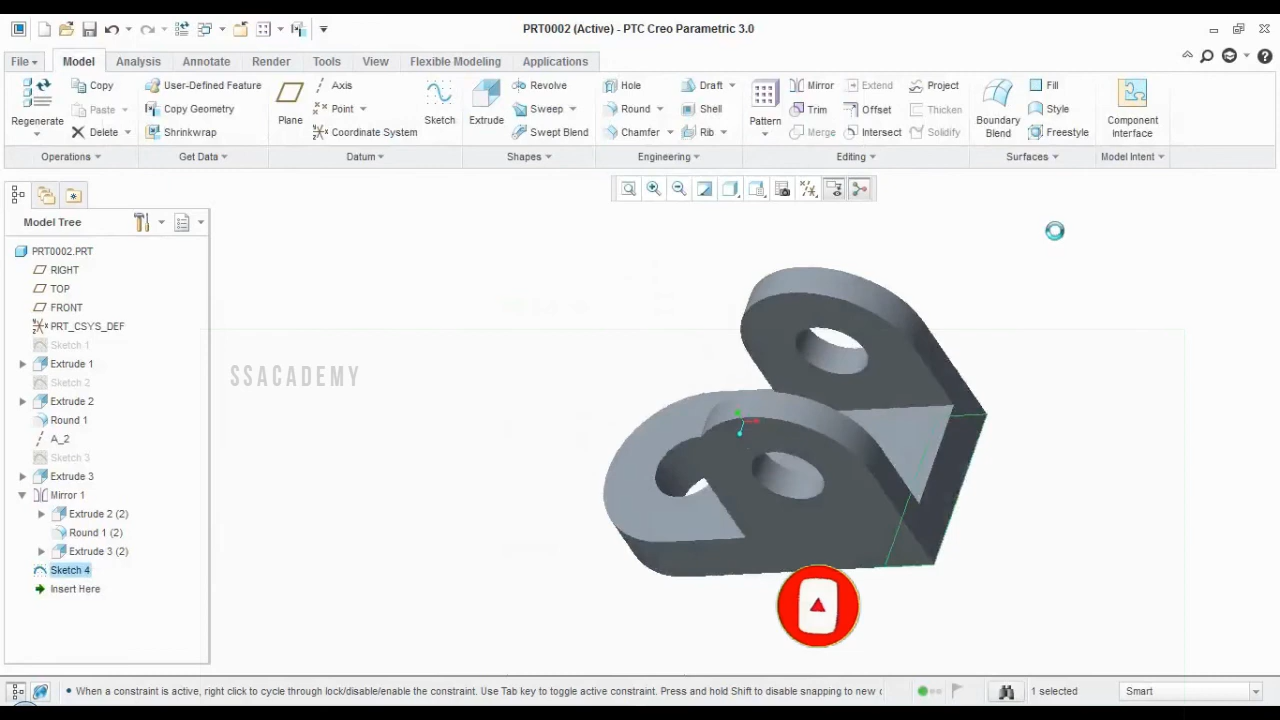 PRT0002 (Active) - PTC Creo Parametric 3.0
File Model Analysis Annotate Render Tools View Flexible Modeling Applications
Regenerate Copy User-Defined Feature Plane Axis Sketch Extrude Revolve Hole Draft Pattern Mirror Extend Project Boundary Blend Fill Component Interface
Paste Copy Geometry Point Sweep Round Shell Trim Offset Thicken Style
Delete Shrinkwrap Coordinate System Swept Blend Chamfer Rib Merge Intersect Solidify Freestyle
Operations Get Data Datum Shapes Engineering Editing Surfaces Model Intent
Model Tree
PRT0002.PRT
RIGHT
TOP
FRONT
PRT_CSYS_DEF
Sketch 1
Extrude 1
Sketch 2
Extrude 2
Round 1
A_2
Sketch 3
Extrude 3
Mirror 1
Extrude 2 (2)
Round 1 (2)
Extrude 3 (2)
Sketch 4
Insert Here
SSACADEMY
When a constraint is active, right click to cycle through lock/disable/enable the constraint. Use Tab key to toggle active constraint. Press and hold Shift to disable snapping to new 1 selected Smart